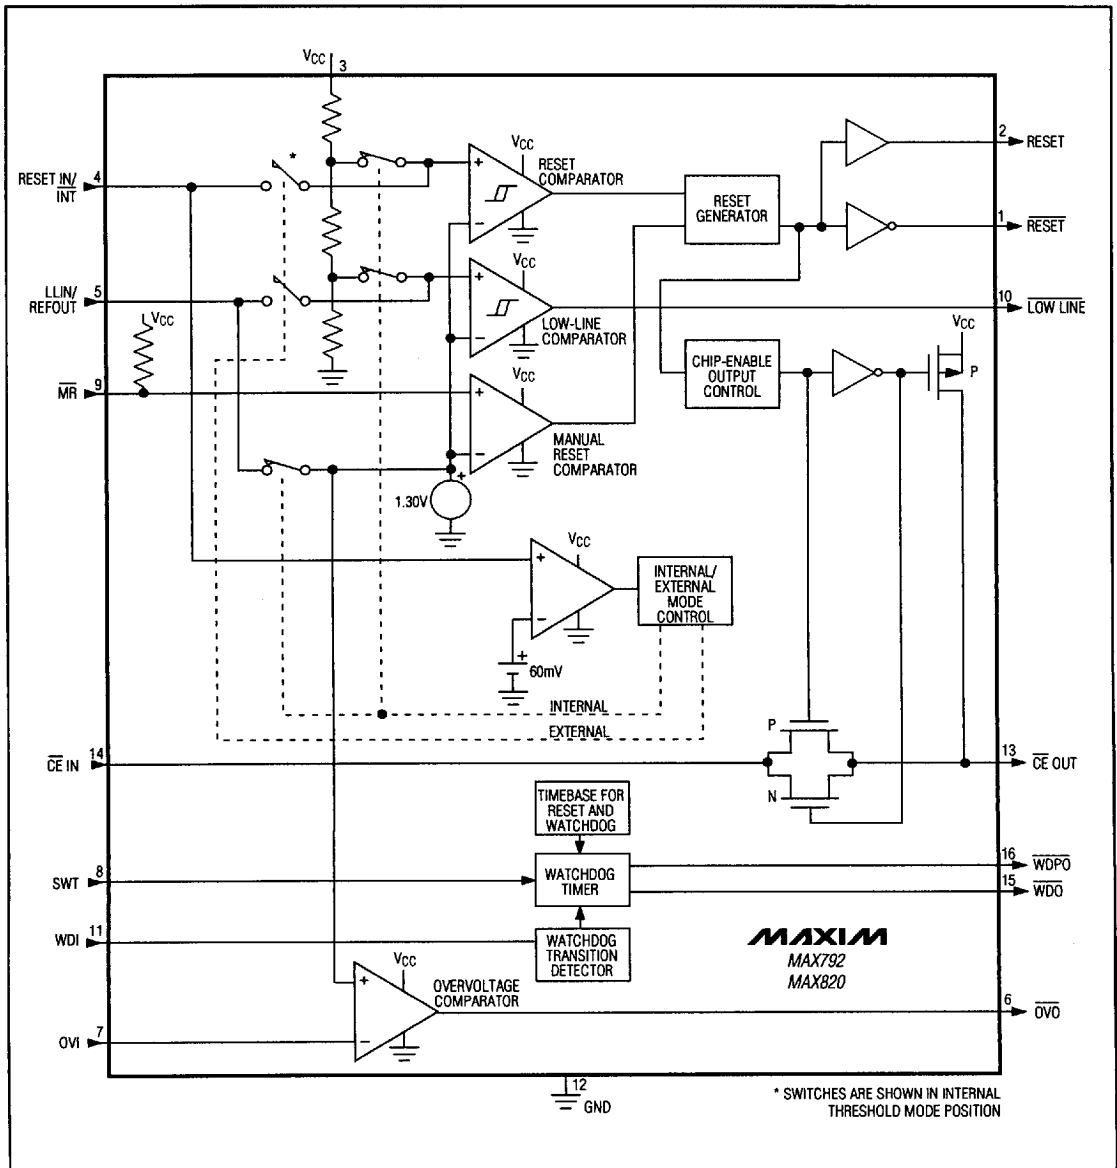 VCC
3
*
VCC
2
RESET
RESET IN/
INT
4
RESET
COMPARATOR
RESET
GENERATOR
1
RESET
VCC
LLIN/
REFOUT
5
10
LOW LINE
VCC
LOW-LINE
COMPARATOR
VCC
CHIP-ENABLE
OUTPUT
CONTROL
P
MR
9
VCC
MANUAL
RESET
COMPARATOR
1.30V
+
VCC
INTERNAL/
EXTERNAL
MODE
CONTROL
+
60mV
INTERNAL
EXTERNAL
P
CE IN
14
13
CE OUT
N
TIMEBASE FOR
RESET AND
WATCHDOG
16
WDPO
SWT
8
WATCHDOG
TIMER
15
WDO
WDI
11
WATCHDOG
TRANSITION
DETECTOR
MAXIM
MAX792
MAX820
VCC
OVERVOLTAGE
COMPARATOR
6
OVO
OVI
7
12
GND
* SWITCHES ARE SHOWN IN INTERNAL
THRESHOLD MODE POSITION